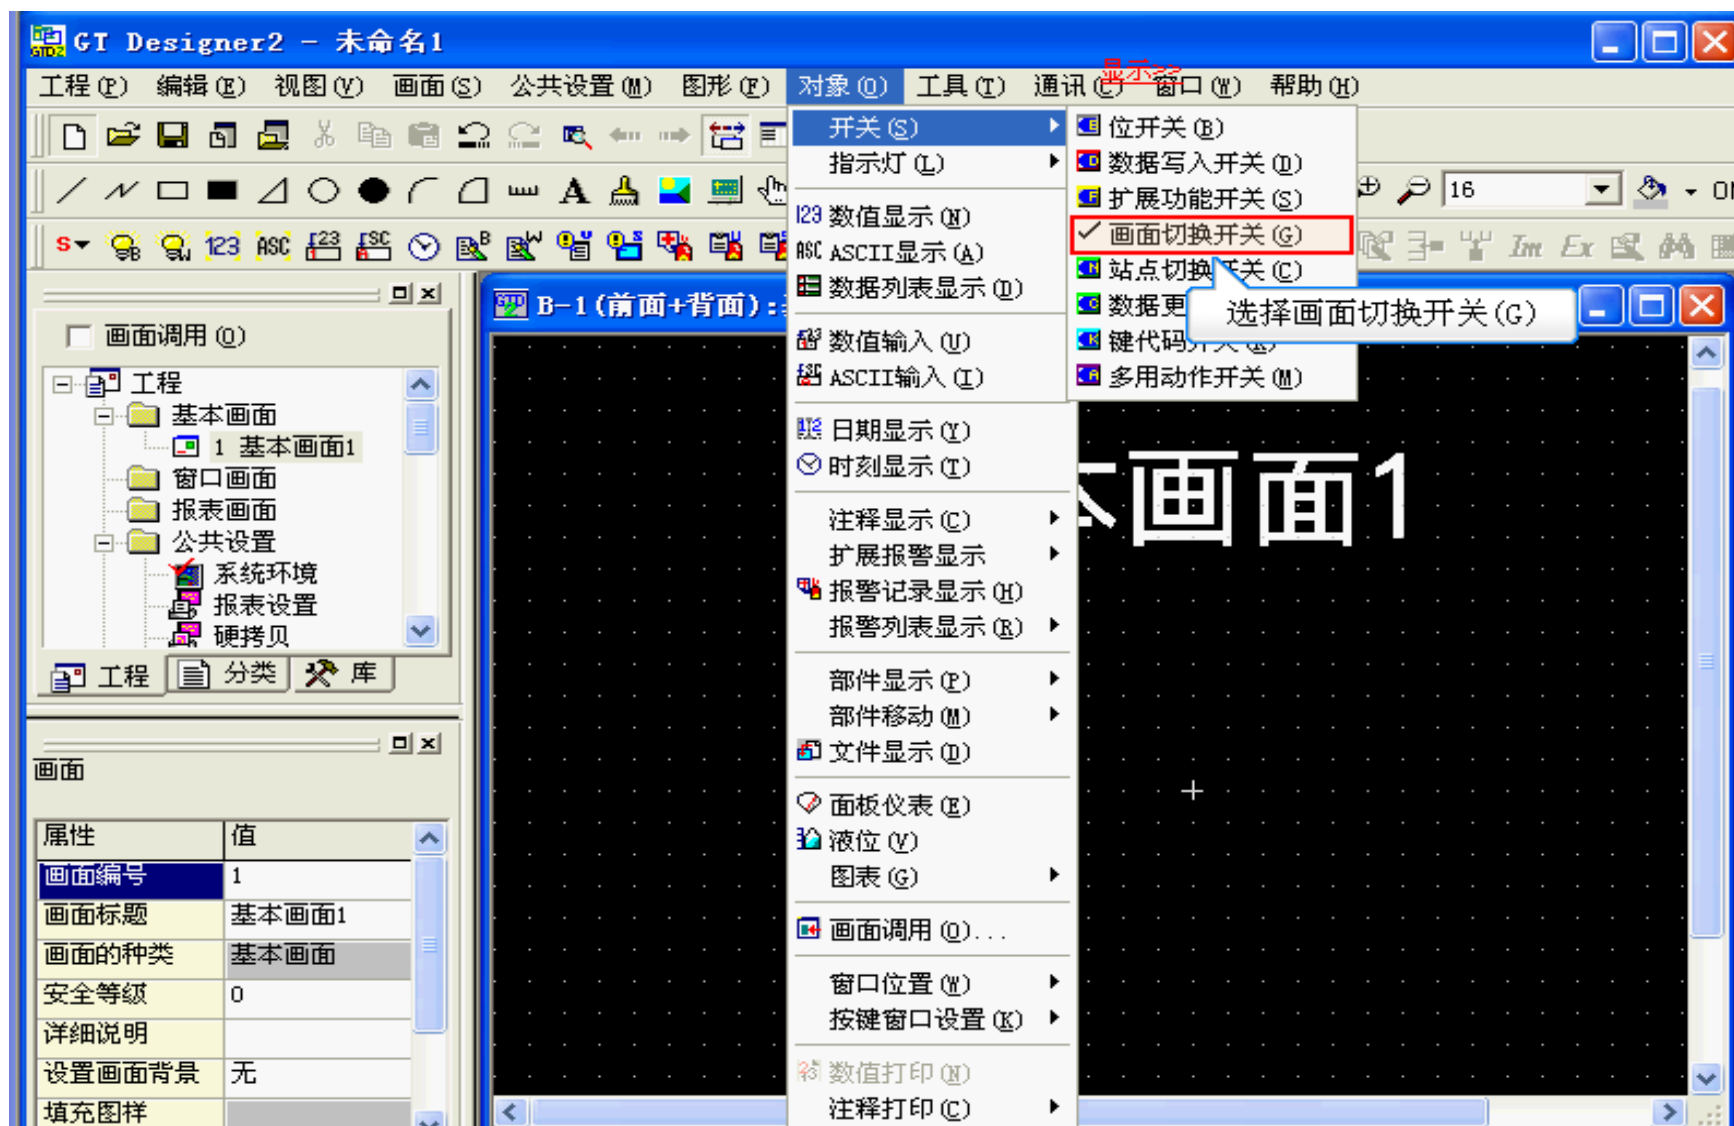 GT Designer2 - 未命名1
工程(P) 编辑(E) 视图(V) 画面(S) 公共设置(M) 图形(F) 对象(O) 工具(T) 通讯(C) 窗口(W) 帮助(H)
显示>>
16
123 ASC
B-1(前面+背面):
画面调用(O)
工程
基本画面
1 基本画面1
窗口画面
报表画面
公共设置
系统环境
报表设置
硬拷贝
工程 分类 库
画面
属性 值
画面编号 1
画面标题 基本画面1
画面的种类 基本画面
安全等级 0
详细说明
设置画面背景 无
填充图样
开关(S)
指示灯(L)
123 数值显示(N)
ASC ASCII显示(A)
数据列表显示(D)
数值输入(U)
ASCII输入(I)
日期显示(Y)
时刻显示(T)
注释显示(C)
扩展报警显示
报警记录显示(H)
报警列表显示(R)
部件显示(P)
部件移动(M)
文件显示(D)
面板仪表(E)
液位(V)
图表(G)
画面调用(O)...
窗口位置(W)
按键窗口设置(K)
数值打印(N)
注释打印(C)
位开关(B)
数据写入开关(D)
扩展功能开关(S)
画面切换开关(G)
站点切换开关(C)
数据更
键代码开关
多用动作开关(M)
选择画面切换开关(G)
本画面1